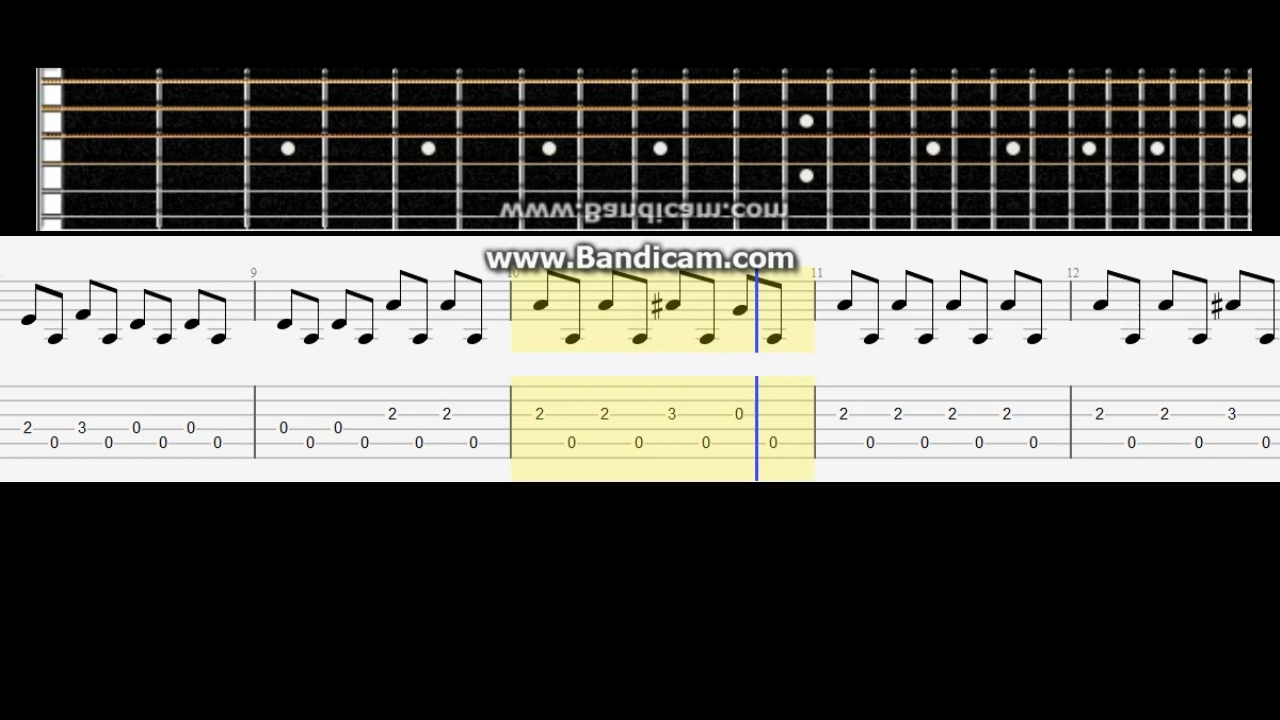 www.Bandicam.com
www.Bandicam.com
9 10 11 12
2 2 2 2 3 0 2 2 2 2 2 2 3
2 3 0 0 0 0
0 0 0 0 0 0 0 0 0 0 0 0 0 0 0 0 0 0 0